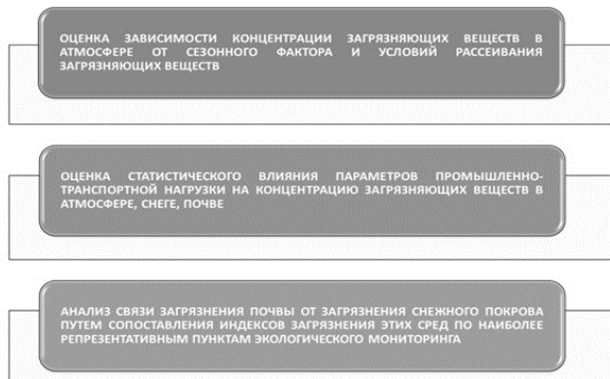 ОЦЕНКА ЗАВИСИМОСТИ КОНЦЕНТРАЦИИ ЗАГРЯЗНЯЮЩИХ ВЕЩЕСТВ В
АТМОСФЕРЕ ОТ СЕЗОННОГО ФАКТОРА И УСЛОВИЙ РАССЕИВАНИЯ
ЗАГРЯЗНЯЮЩИХ ВЕЩЕСТВ
ОЦЕНКА СТАТИСТИЧЕСКОГО ВЛИЯНИЯ ПАРАМЕТРОВ ПРОМЫШЛЕННО-
ТРАНСПОРТНОЙ НАГРУЗКИ НА КОНЦЕНТРАЦИЮ ЗАГРЯЗНЯЮЩИХ ВЕЩЕСТВ В
АТМОСФЕРЕ, СНЕГЕ, ПОЧВЕ
АНАЛИЗ СВЯЗИ ЗАГРЯЗНЕНИЯ ПОЧВЫ ОТ ЗАГРЯЗНЕНИЯ СНЕЖНОГО ПОКРОВА
ПУТЕМ СОПОСТАВЛЕНИЯ ИНДЕКСОВ ЗАГРЯЗНЕНИЯ ЭТИХ СРЕД ПО НАИБОЛЕЕ
РЕПРЕЗЕНТАТИВНЫМ ПУНКТАМ ЭКОЛОГИЧЕСКОГО МОНИТОРИНГА